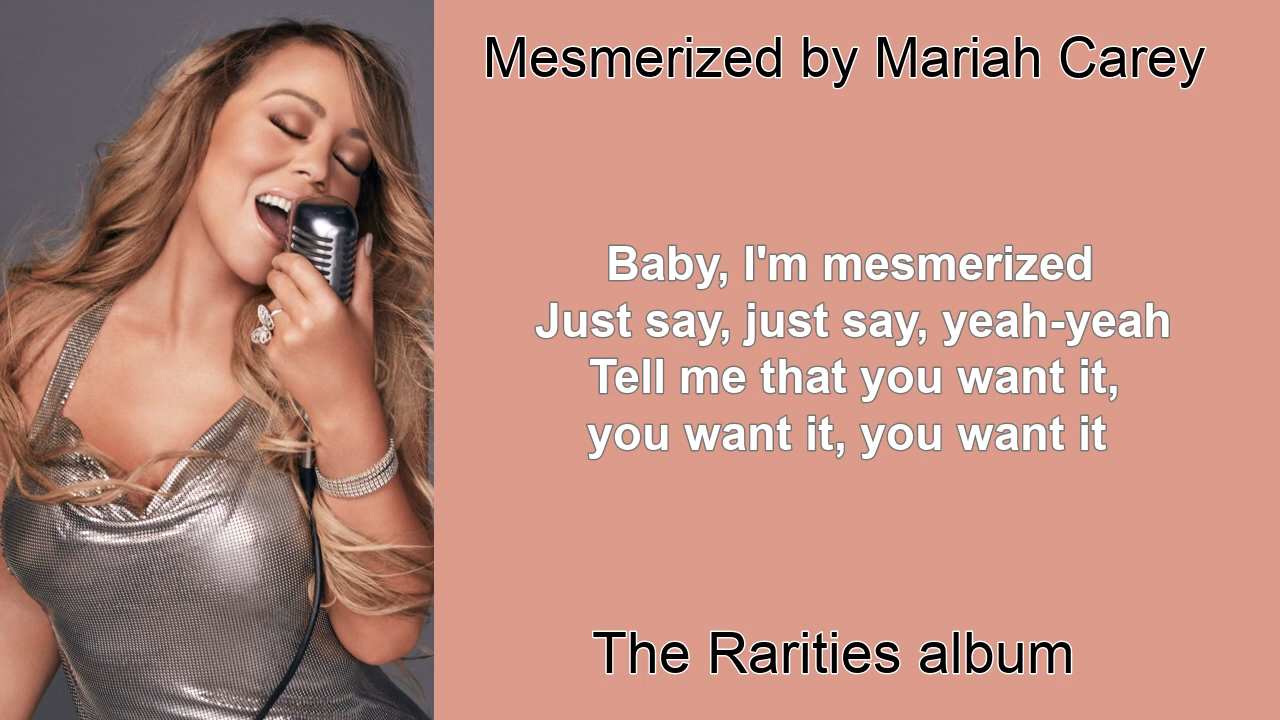 Mesmerized by Mariah Carey
Baby, I'm mesmerized
Just say, just say, yeah-yeah
Tell me that you want it,
you want it, you want it
The Rarities album